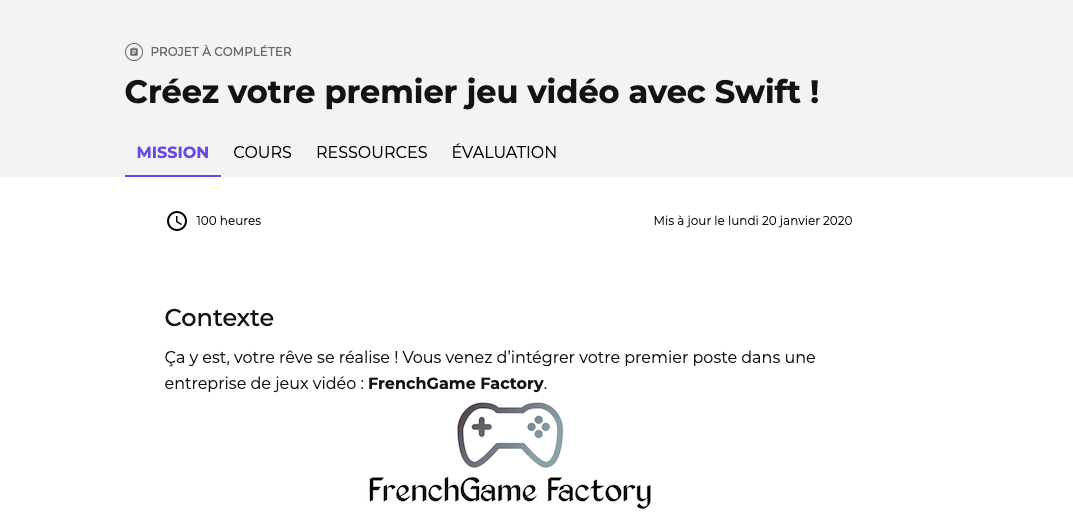 PROJET À COMPLÉTER
Créez votre premier jeu vidéo avec Swift !
MISSION COURS RESSOURCES ÉVALUATION
100 heures Mis à jour le lundi 20 janvier 2020
Contexte
Ça y est, votre rêve se réalise ! Vous venez d’intégrer votre premier poste dans une
entreprise de jeux vidéo : FrenchGame Factory.
FrenchGame Factory